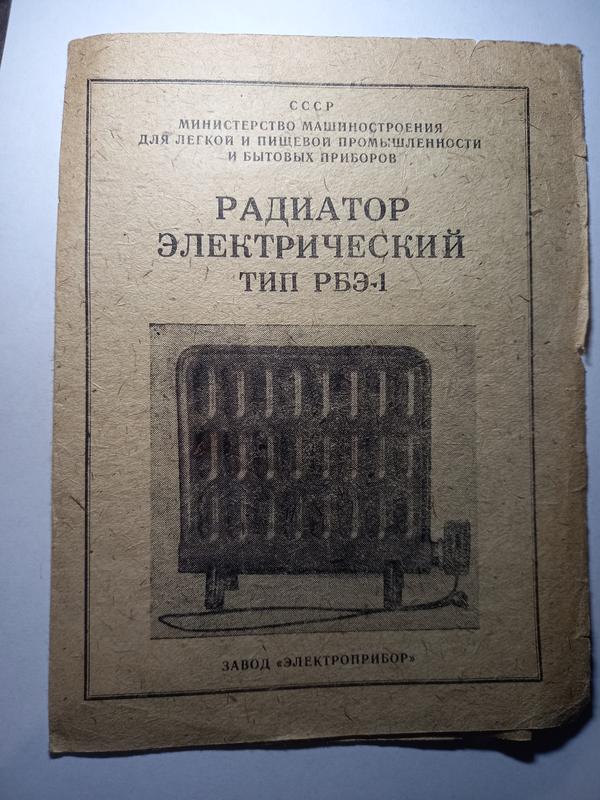 СССР
МИНИСТЕРСТВО МАШИНОСТРОЕНИЯ
ДЛЯ ЛЕГКОЙ И ПИЩЕВОЙ ПРОМЫШЛЕННОСТИ
И БЫТОВЫХ ПРИБОРОВ
РАДИАТОР
ЭЛЕКТРИЧЕСКИЙ
ТИП РБЭ-1
ЗАВОД «ЭЛЕКТРОПРИБОР»